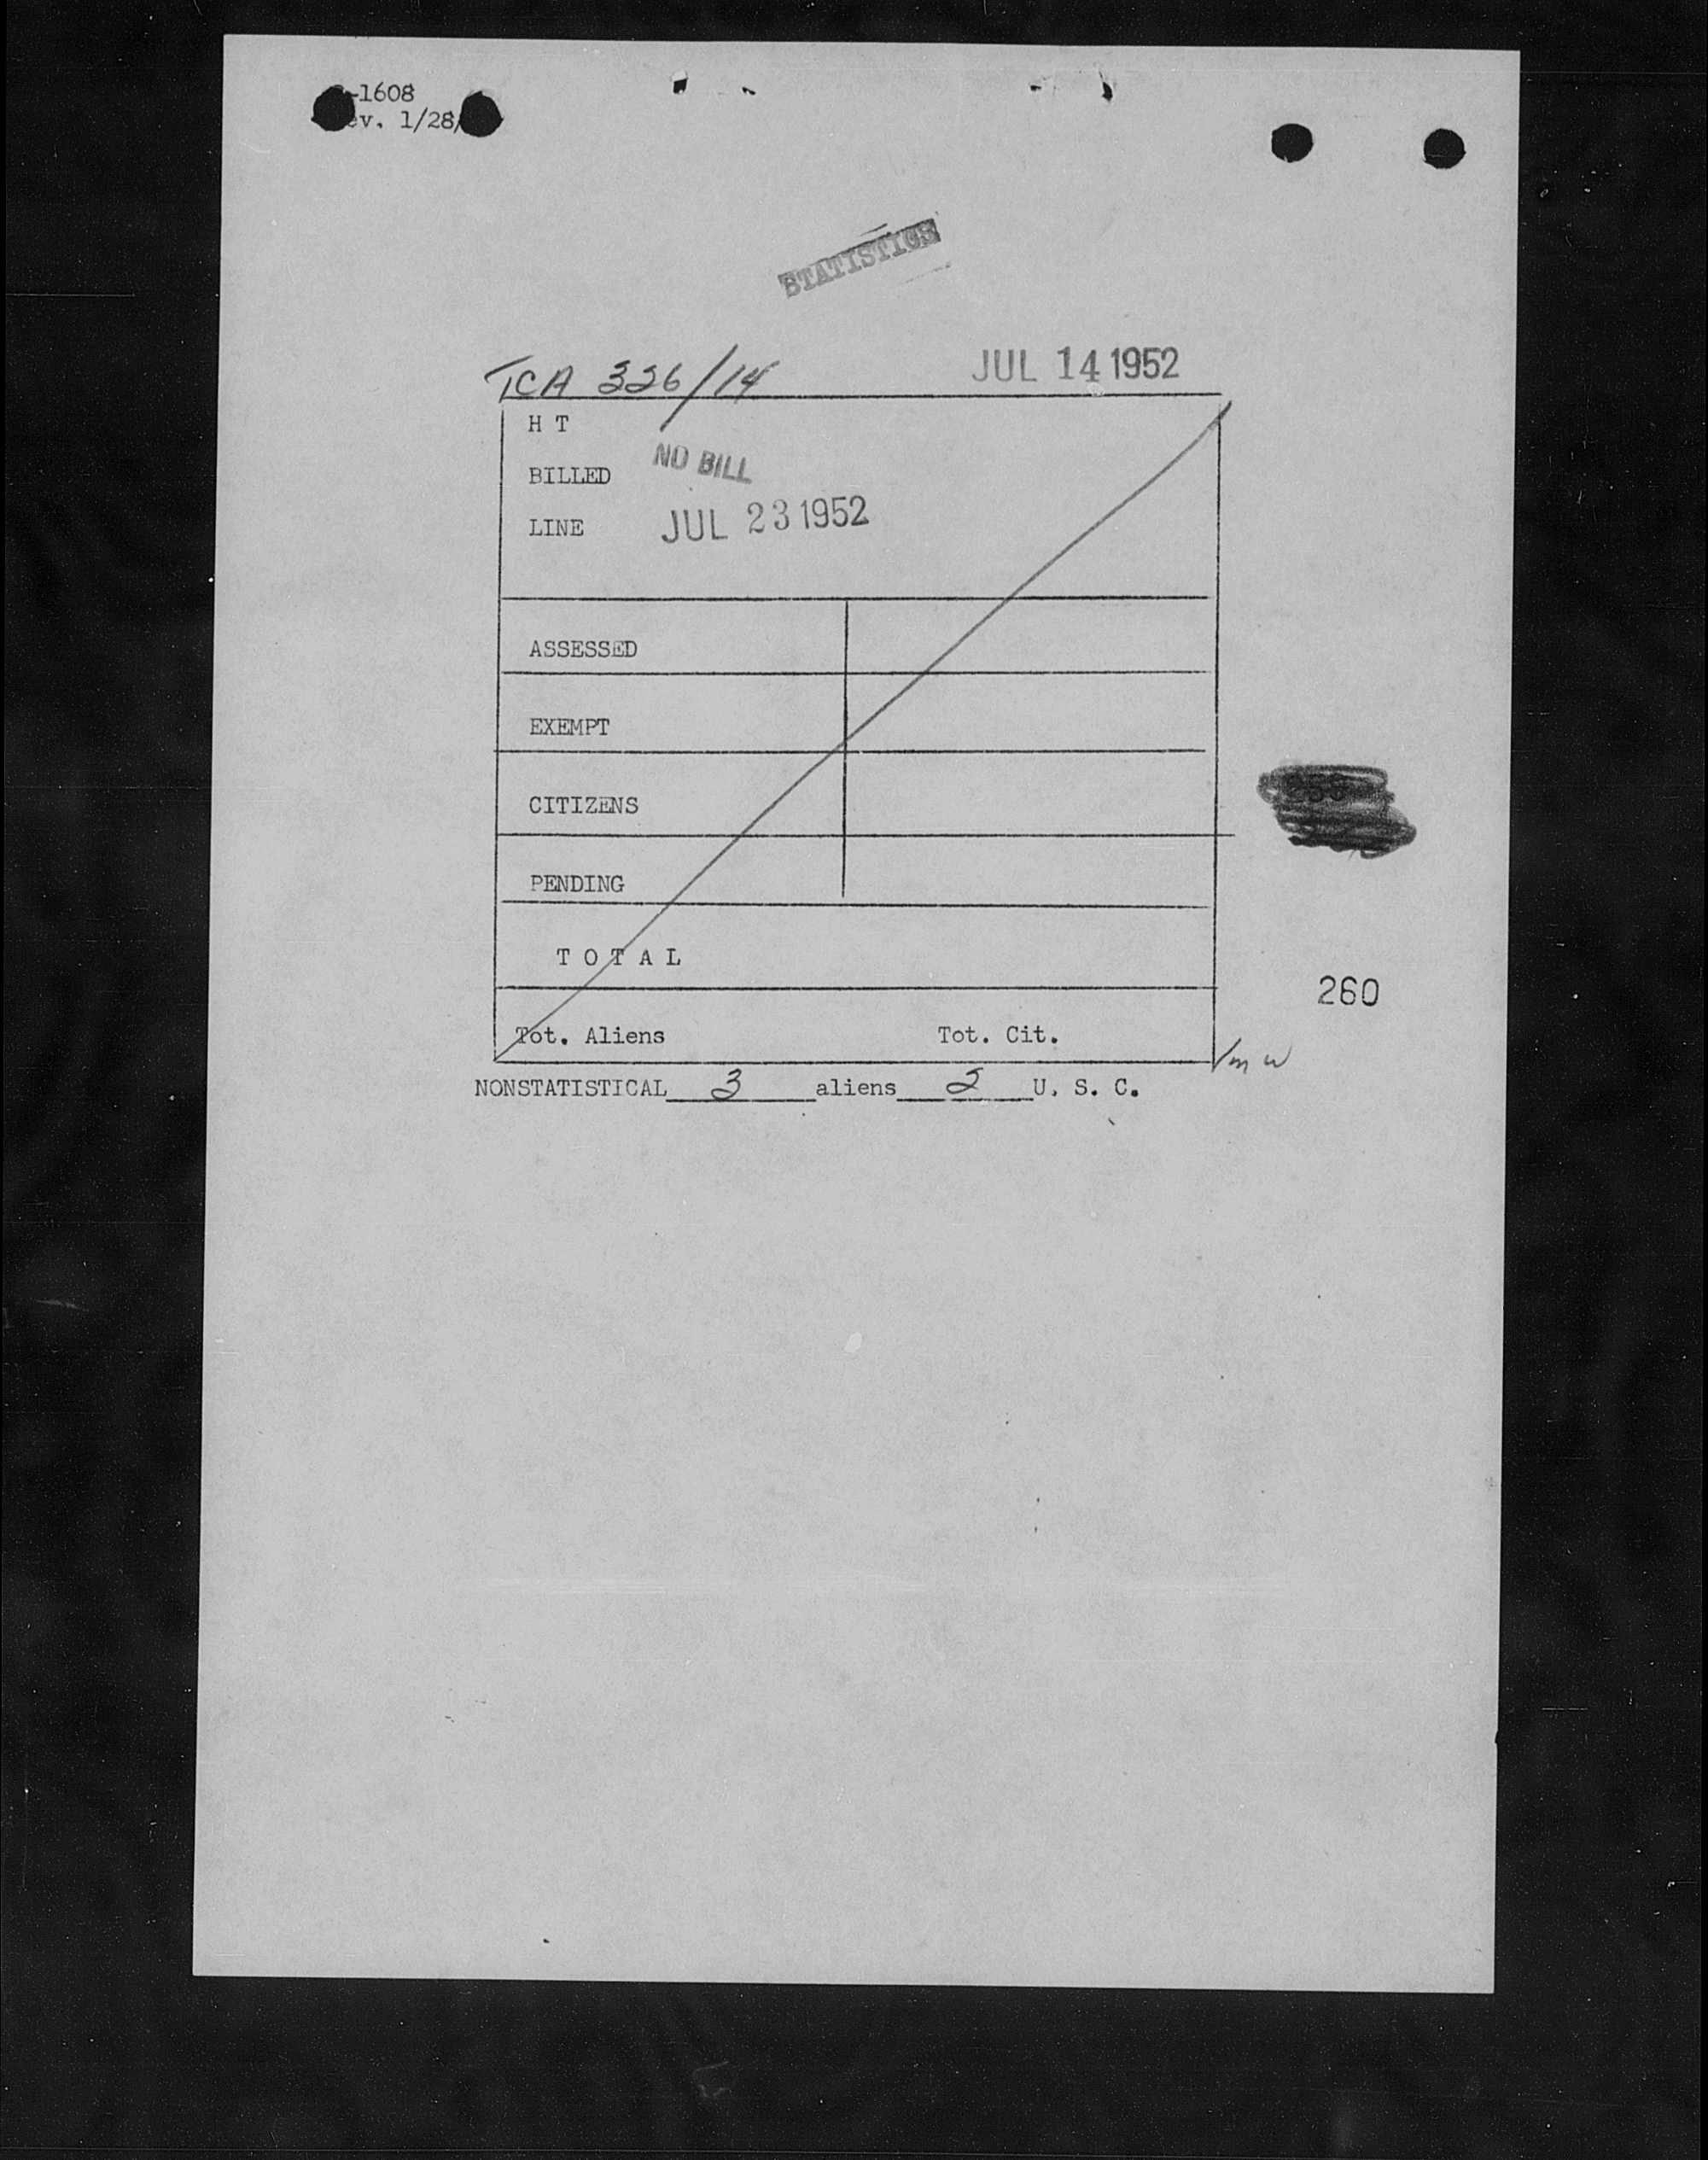 -1608
ev. 1/28/
STATISTICS
TCA 326/14 JUL 14 1952
H T
BILLED NO BILL
LINE JUL 23 1952
ASSESSED
EXEMPT
CITIZENS
PENDING
T O T A L
260
Tot. Aliens Tot. Cit.
NONSTATISTICAL 3 aliens 2 U. S. C.